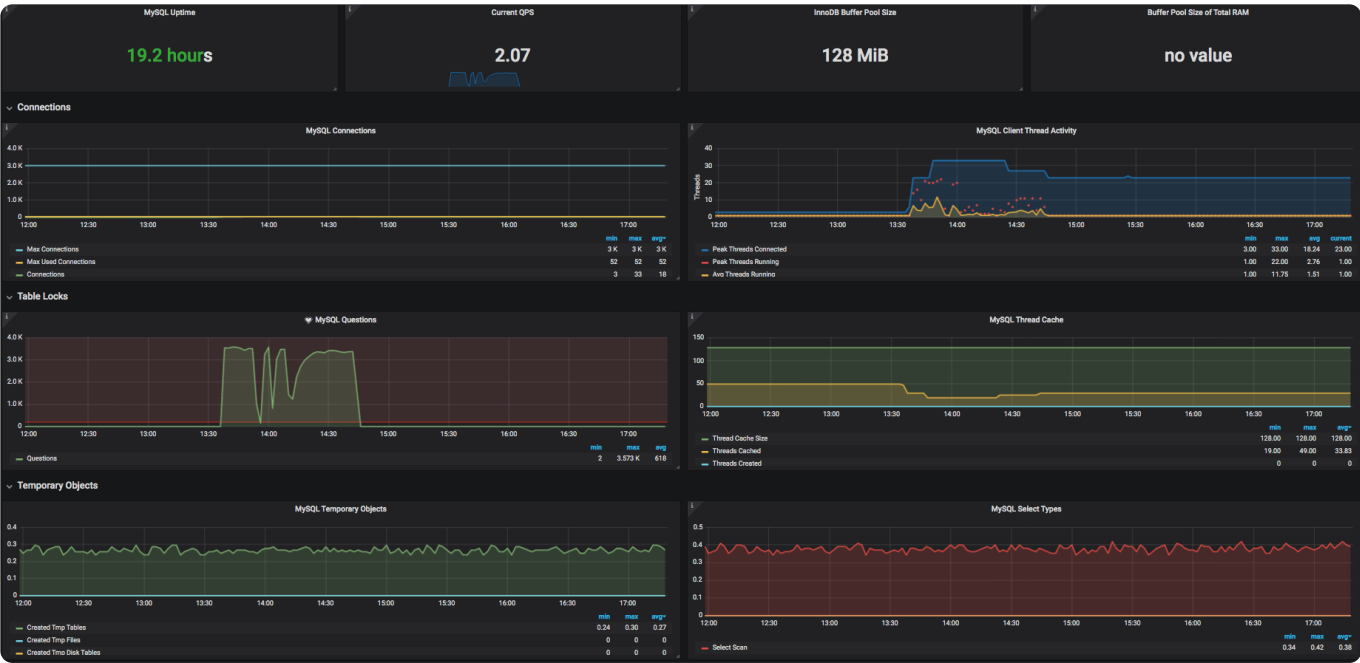 MySQL Uptime
Current QPS
InnoDB Buffer Pool Size
Buffer Pool Size of Total RAM
19.2 hours
2.07
128 MiB
no value
Connections
MySQL Connections
4.0 K
3.0 K
2.0 K
1.0 K
0
12:00 12:30 13:00 13:30 14:00 14:30 15:00 15:30 16:00 16:30 17:00
min max avg
Max Connections 3 K 3 K 3 K
Max Used Connections 52 52 52
Connections 3 33 18
MySQL Client Thread Activity
Threads
40
30
20
10
0
12:00 12:30 13:00 13:30 14:00 14:30 15:00 15:30 16:00 16:30 17:00
min max avg current
Peak Threads Connected 3.00 33.00 18.24 23.00
Peak Threads Running 1.00 22.00 2.76 1.00
Avg Threads Running 1.00 11.75 1.51 1.00
Table Locks
MySQL Questions
4.0 K
3.0 K
2.0 K
1.0 K
0
12:00 12:30 13:00 13:30 14:00 14:30 15:00 15:30 16:00 16:30 17:00
min max avg
Questions 2 3.573 K 618
MySQL Thread Cache
150
100
50
0
12:00 12:30 13:00 13:30 14:00 14:30 15:00 15:30 16:00 16:30 17:00
min max avg
Thread Cache Size 128.00 128.00 128.00
Threads Cached 19.00 49.00 33.83
Threads Created 0 0 0
Temporary Objects
MySQL Temporary Objects
0.4
0.3
0.2
0.1
0
12:00 12:30 13:00 13:30 14:00 14:30 15:00 15:30 16:00 16:30 17:00
min max avg
Created Tmp Tables 0.24 0.30 0.27
Created Tmp Files 0 0 0
Created Tmp Disk Tables 0 0 0
MySQL Select Types
0.5
0.4
0.3
0.2
0.1
0
12:00 12:30 13:00 13:30 14:00 14:30 15:00 15:30 16:00 16:30 17:00
min max avg
Select Scan 0.34 0.42 0.38